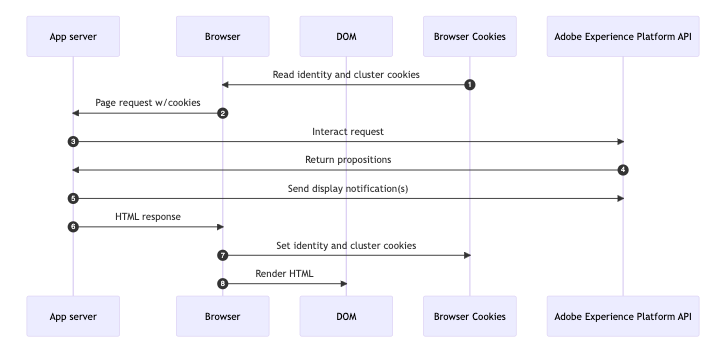 App server
Browser
DOM
Browser Cookies
Adobe Experience Platform API
Read identity and cluster cookies
1
Page request w/cookies
2
Interact request
3
Return propositions
4
Send display notification(s)
5
HTML response
6
Set identity and cluster cookies
7
Render HTML
8
App server
Browser
DOM
Browser Cookies
Adobe Experience Platform API